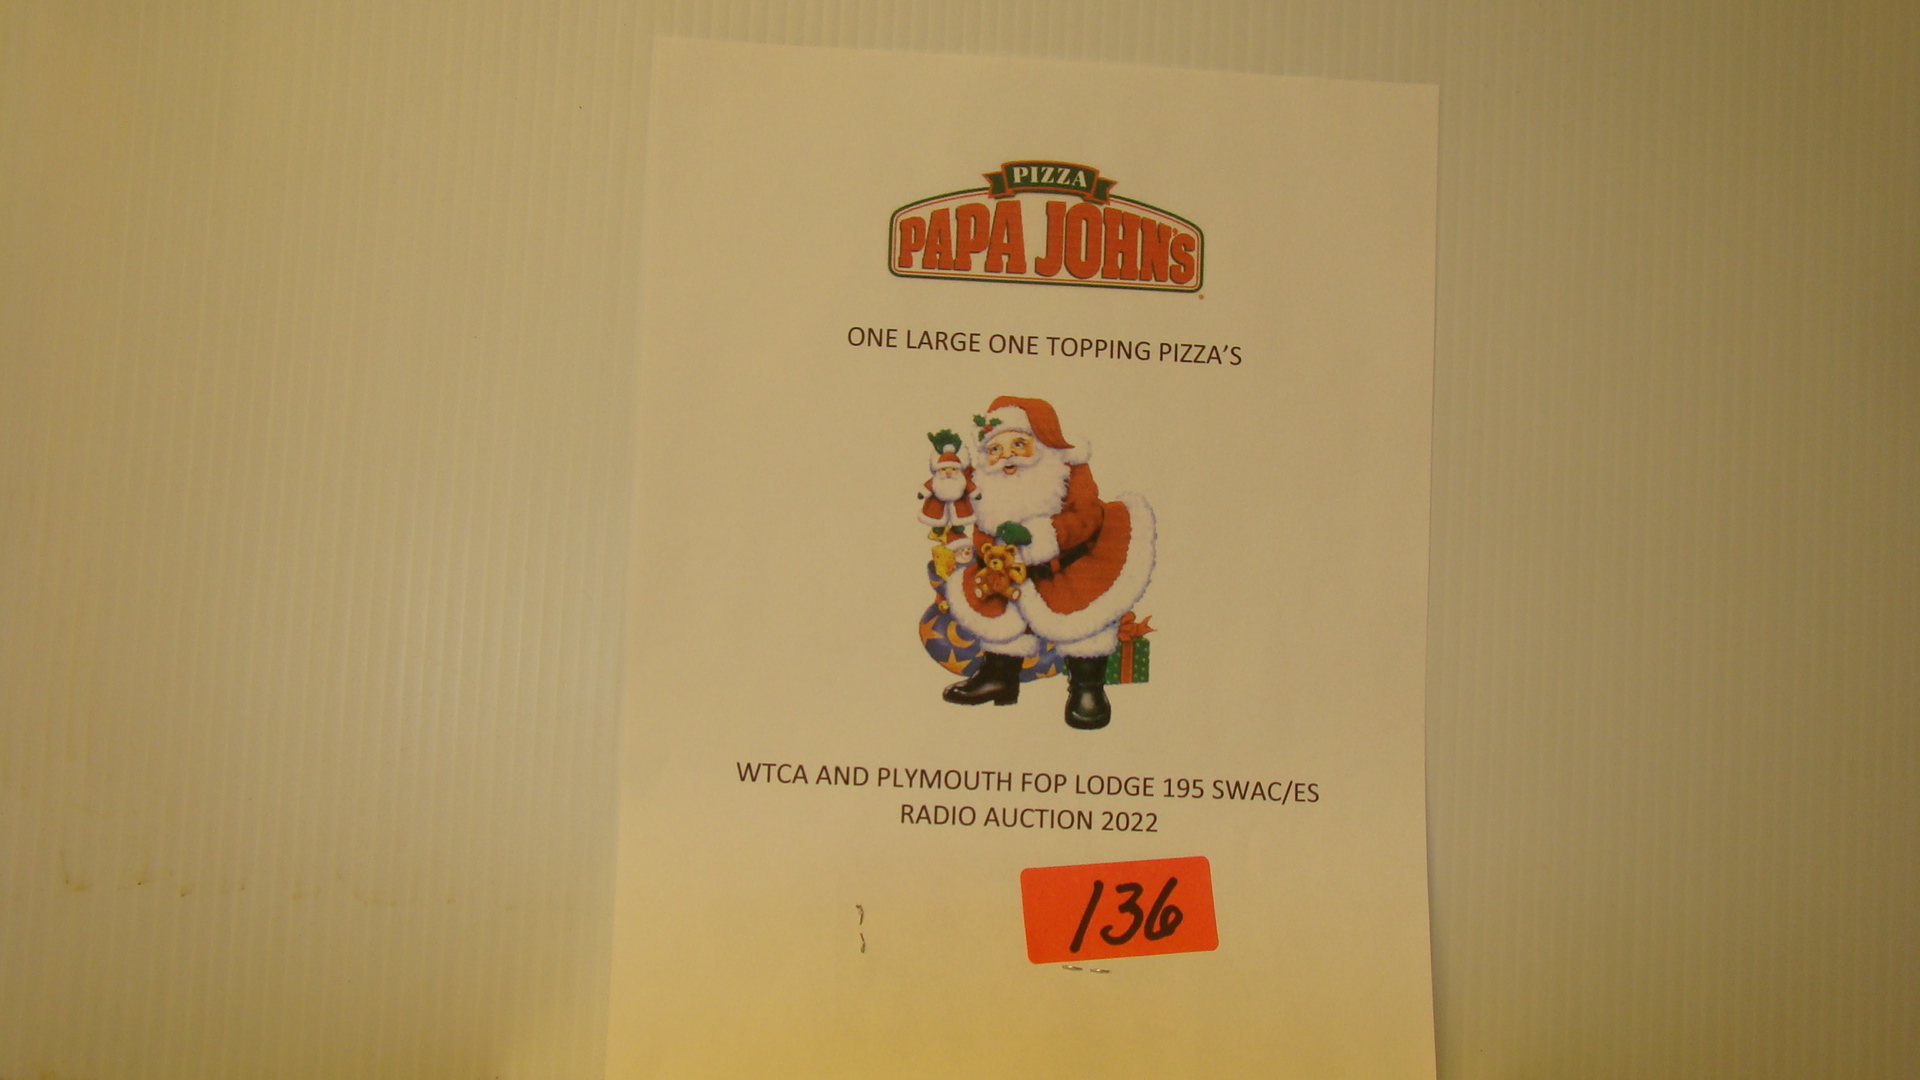 PIZZA
PAPA JOHN'S
ONE LARGE ONE TOPPING PIZZA’S
WTCA AND PLYMOUTH FOP LODGE 195 SWAC/ES
RADIO AUCTION 2022
136